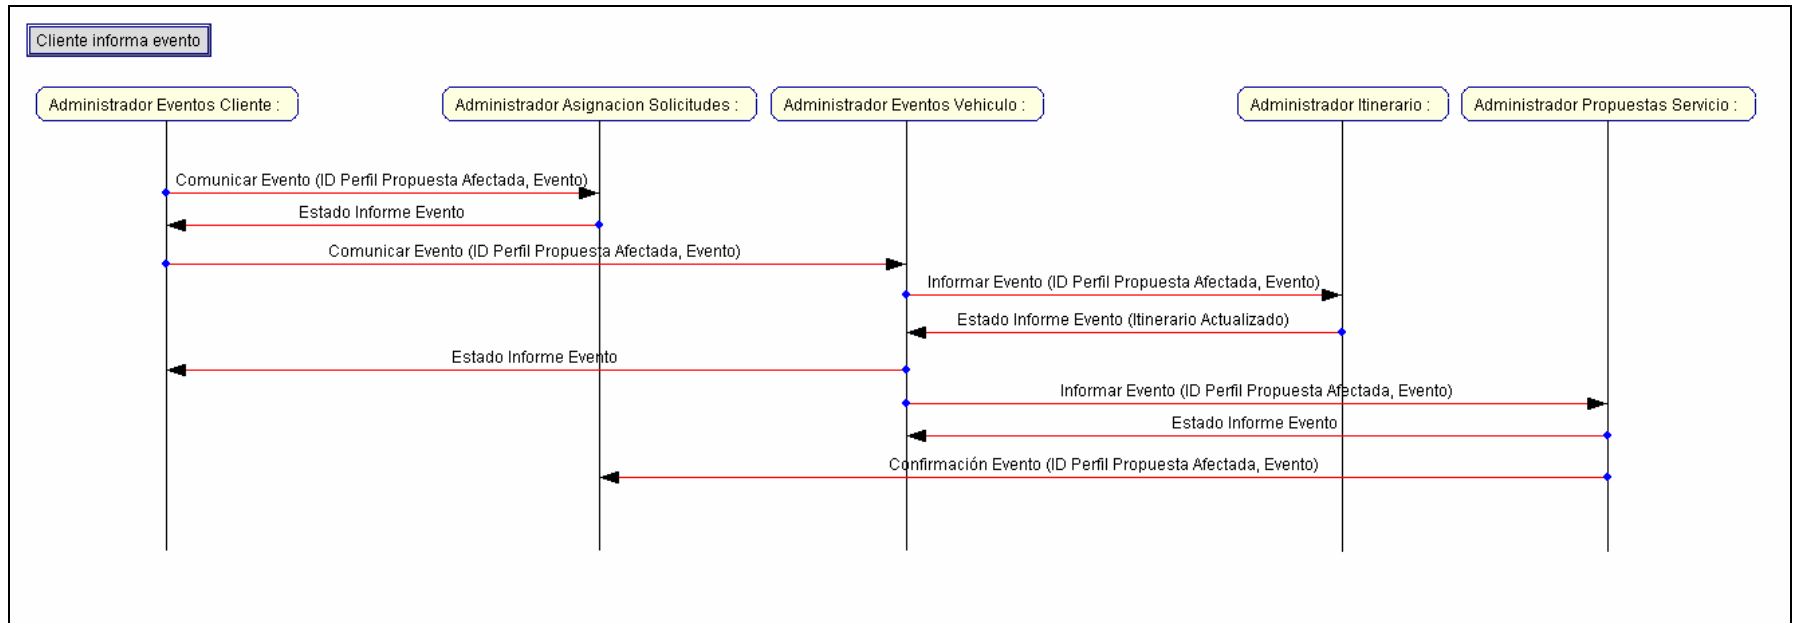 Cliente informa evento
Administrador Eventos Cliente :
Administrador Asignacion Solicitudes :
Administrador Eventos Vehiculo :
Administrador Itinerario :
Administrador Propuestas Servicio :
Comunicar Evento (ID Perfil Propuesta Afectada, Evento)
Estado Informe Evento
Comunicar Evento (ID Perfil Propuesta Afectada, Evento)
Informar Evento (ID Perfil Propuesta Afectada, Evento)
Estado Informe Evento (Itinerario Actualizado)
Estado Informe Evento
Informar Evento (ID Perfil Propuesta Afectada, Evento)
Estado Informe Evento
Confirmación Evento (ID Perfil Propuesta Afectada, Evento)